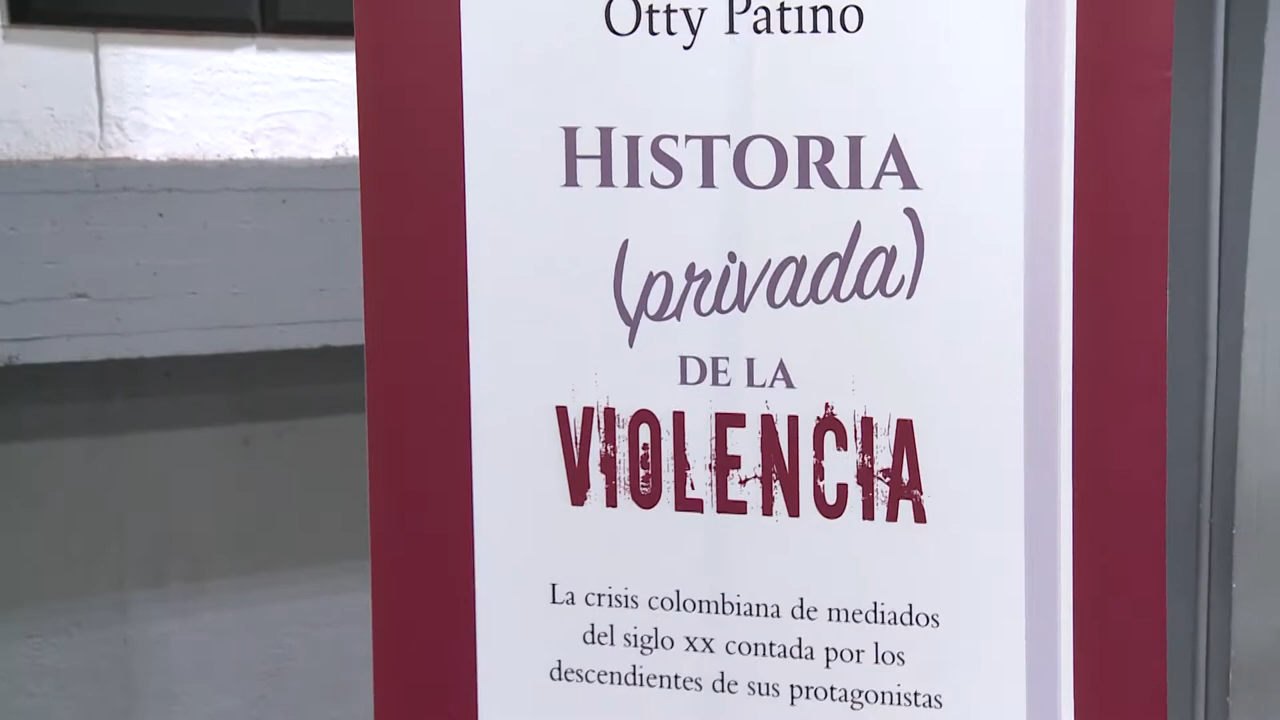 Otty Patiño
HISTORIA
(privada)
DE LA
VIOLENCIA
La crisis colombiana de mediados
del siglo XX contada por los
descendientes de sus protagonistas